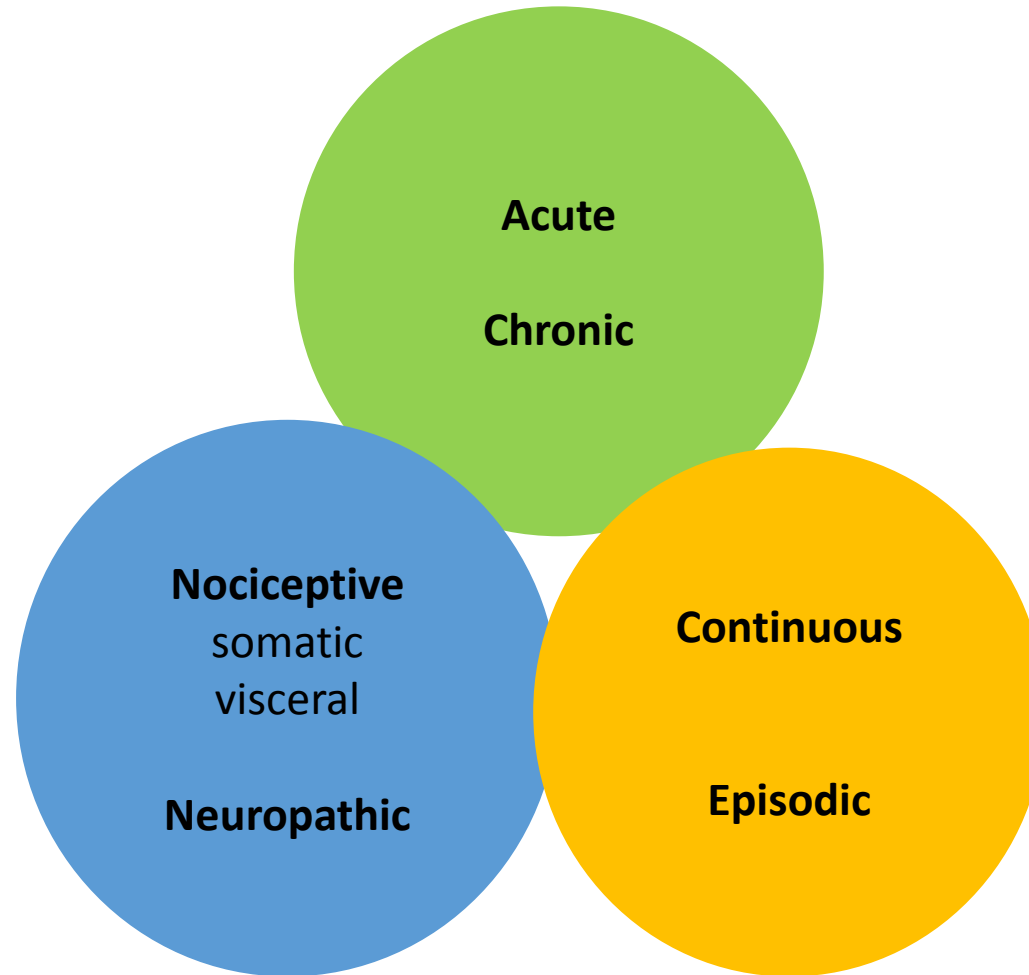 Acute
Chronic
Nociceptive
somatic
visceral
Neuropathic
Continuous
Episodic